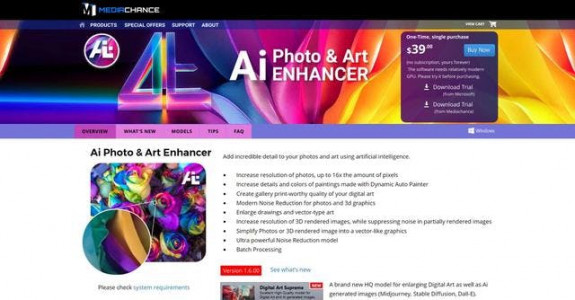 MEDIACHANCE
PRODUCTS SPECIAL OFFERS SUPPORT ABOUT
VIEW CART
Ai Photo & Art
ENHANCER
One-Time, single purchase
$39.00
Buy Now
(no subscription, yours forever)
The software needs relatively modern
GPU. Please try it before purchasing.
Download Trial
(from Microsoft)
Download Trial
(from Mediachance)
OVERVIEW WHAT'S NEW MODELS TIPS FAQ
Windows
Ai Photo & Art Enhancer
Add incredible detail to your photos and art using artificial intelligence.
Increase resolution of photos, up to 16x the amount of pixels
Increase details and colors of paintings made with Dynamic Auto Painter
Create gallery print-worthy quality of your digital art
Modern Noise Reduction for photos and 3d graphics
Enlarge drawings and vector-type art
Increase resolution of 3D rendered images, while suppressing noise in partially rendered images
Simplify Photos or 3D rendered image into a vector-like graphics
Ultra powerful Noise Reduction model
Batch Processing
Please check system requirements
Version 1.6.00
See what's new
Digital Art Supreme
A brand new HQ model for enlarging Digital Art as well as Ai
generated images (Midjourney, Stable Diffusion, Dall-E).